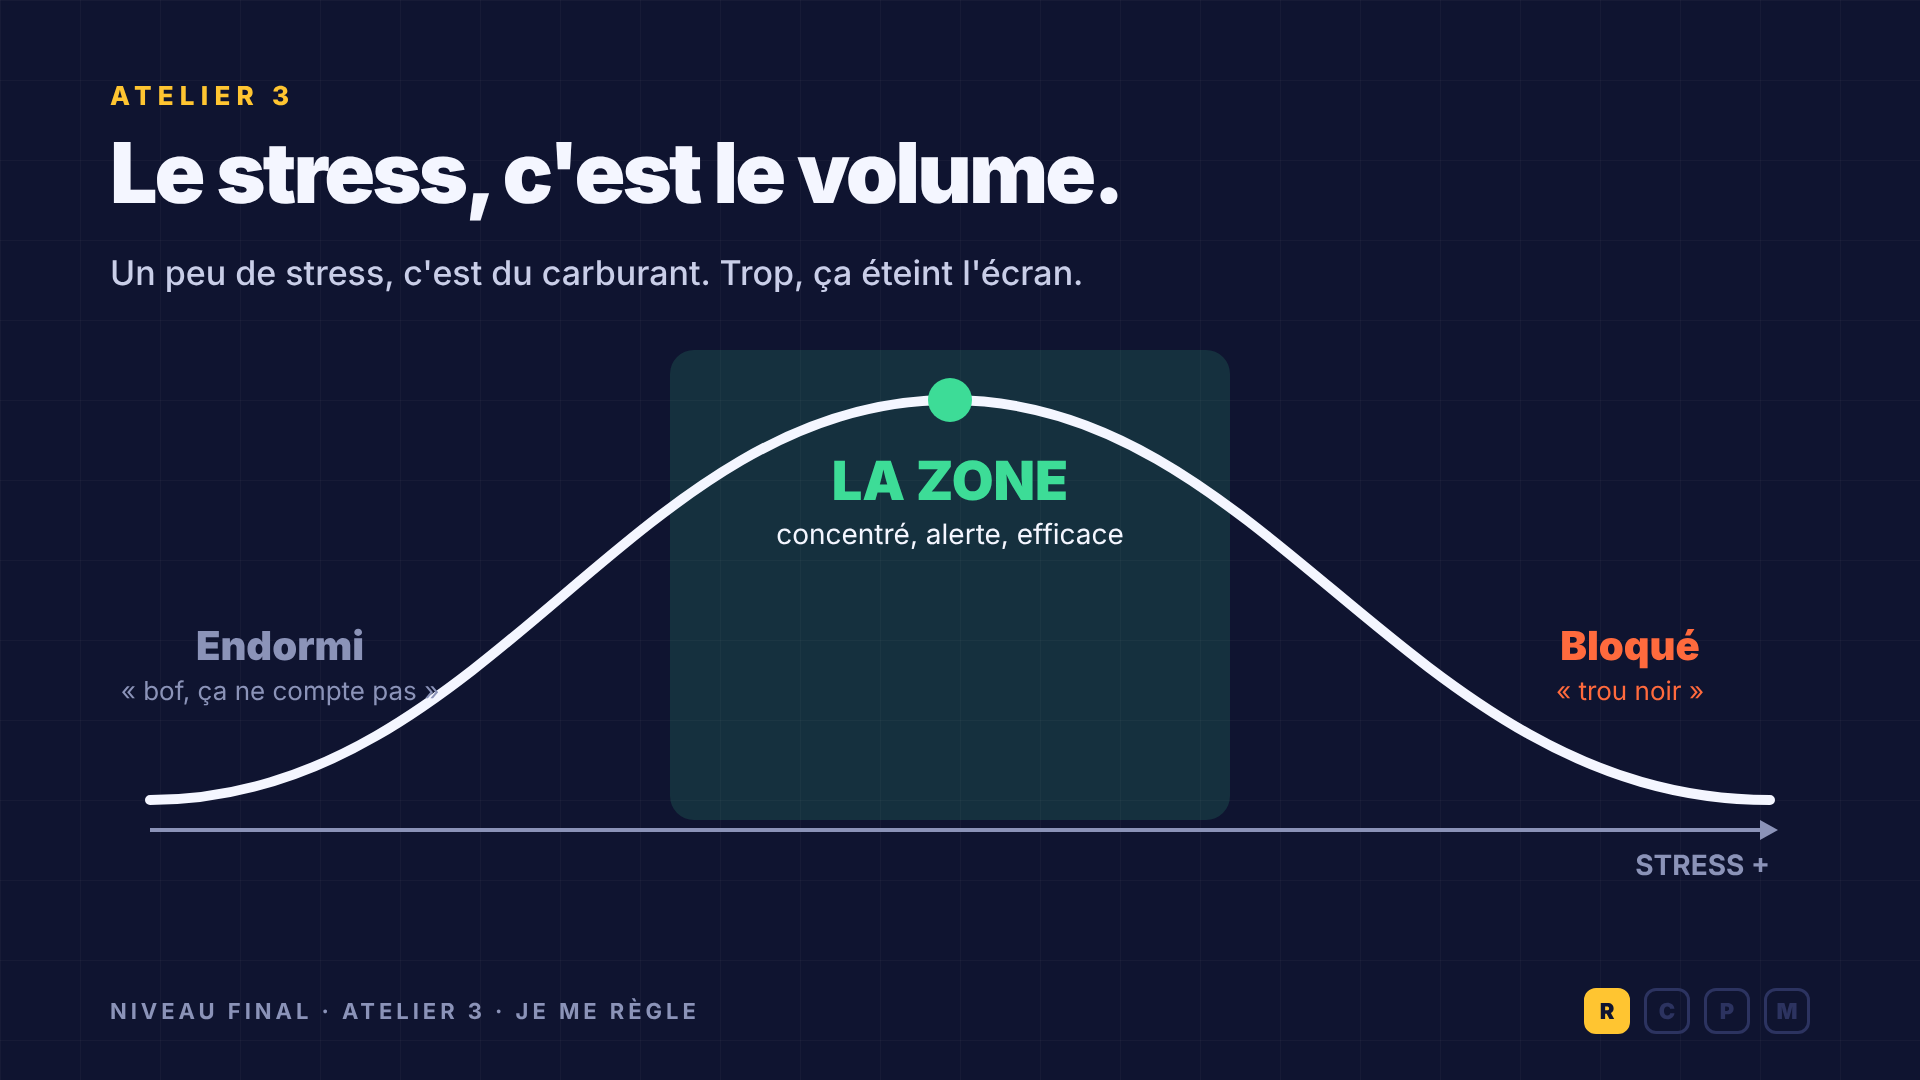 ATELIER 3
Le stress, c'est le volume.
Un peu de stress, c'est du carburant. Trop, ça éteint l'écran.
LA ZONE
concentré, alerte, efficace
Endormi
« bof, ça ne compte pas »
Bloqué
« trou noir »
STRESS +
NIVEAU FINAL · ATELIER 3 · JE ME RÈGLE
R C P M